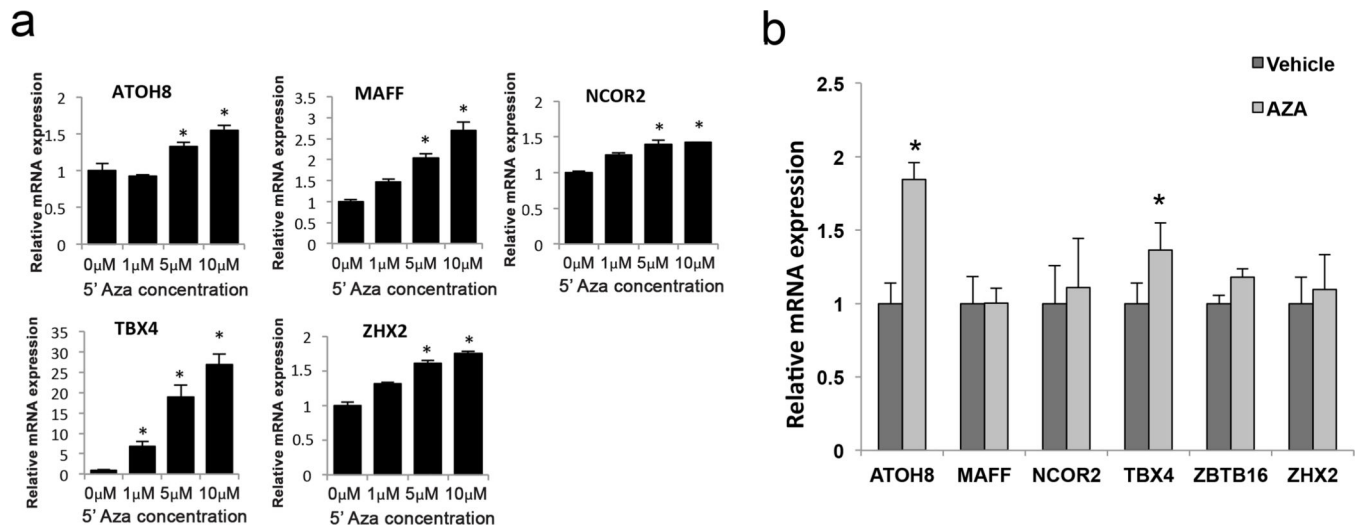 a
ATOH8
Relative mRNA expression
2
1.5
1
0.5
0
*
*
0μM 1μM 5μM 10μM
5' Aza concentration
MAFF
Relative mRNA expression
3.5
3
2.5
2
1.5
1
0.5
0
*
*
0μM 1μM 5μM 10μM
5' Aza concentration
NCOR2
Relative mRNA expression
2
1.5
1
0.5
0
*
*
0μM 1μM 5μM 10μM
5' Aza concentration
TBX4
Relative mRNA expression
35
30
25
20
15
10
5
0
*
*
*
0μM 1μM 5μM 10μM
5' Aza concentration
ZHX2
Relative mRNA expression
2
1.5
1
0.5
0
*
*
0μM 1μM 5μM 10μM
5' Aza concentration
b
Vehicle
AZA
Relative mRNA expression
2.5
2
1.5
1
0.5
0
*
*
ATOH8 MAFF NCOR2 TBX4 ZBTB16 ZHX2